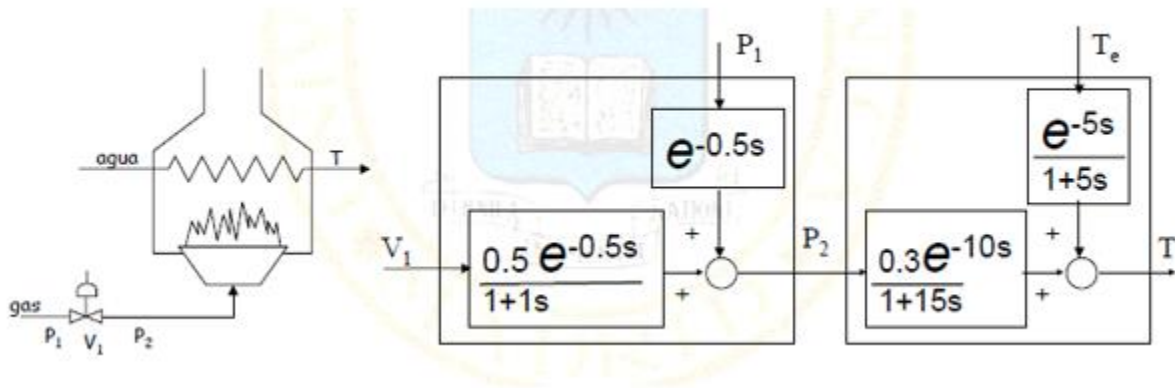 agua
T
gas
P₁
V₁
P₂
P₁
e-0.5s
V₁
0.5 e-0.5s
1+1s
+
+
P₂
Tₑ
e-5s
1+5s
0.3e-10s
1+15s
+
+
T